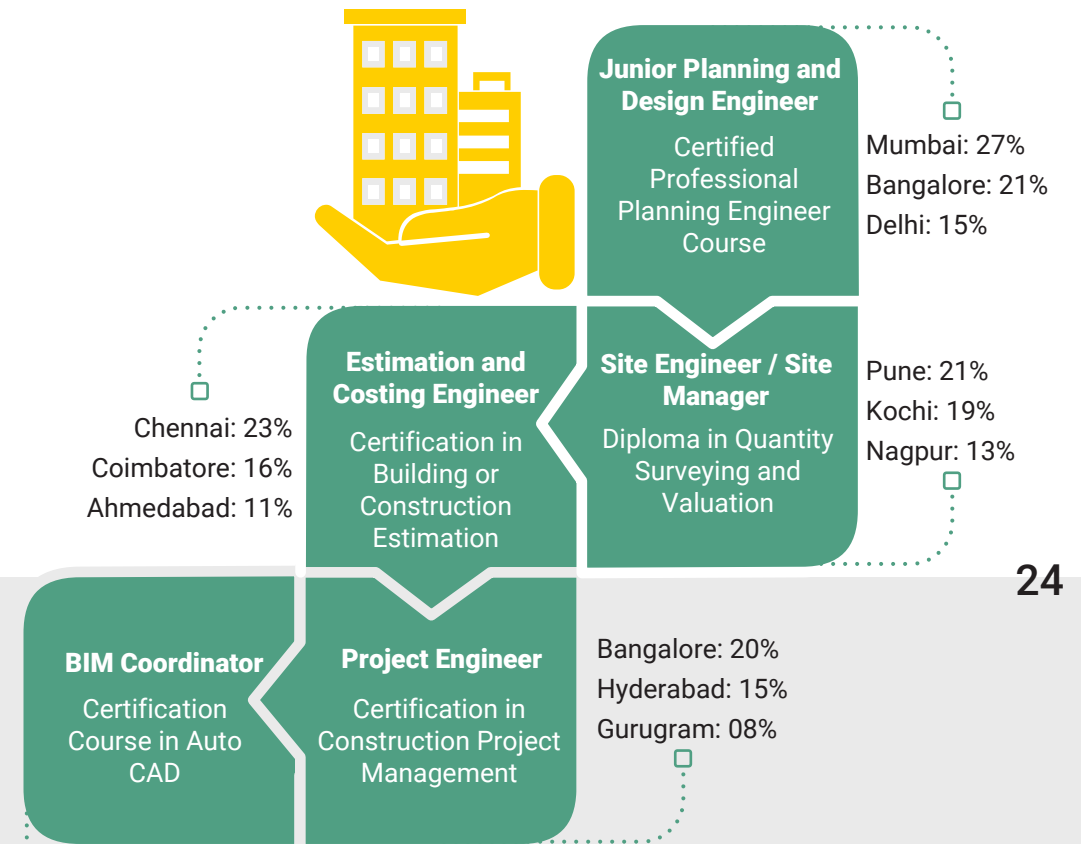 Junior Planning and
Design Engineer
Certified
Professional
Planning Engineer
Course
Mumbai: 27%
Bangalore: 21%
Delhi: 15%
Site Engineer / Site
Manager
Diploma in Quantity
Surveying and
Valuation
Pune: 21%
Kochi: 19%
Nagpur: 13%
Estimation and
Costing Engineer
Certification in
Building or
Construction
Estimation
Chennai: 23%
Coimbatore: 16%
Ahmedabad: 11%
24
Project Engineer
Certification in
Construction Project
Management
Bangalore: 20%
Hyderabad: 15%
Gurugram: 08%
BIM Coordinator
Certification
Course in Auto
CAD